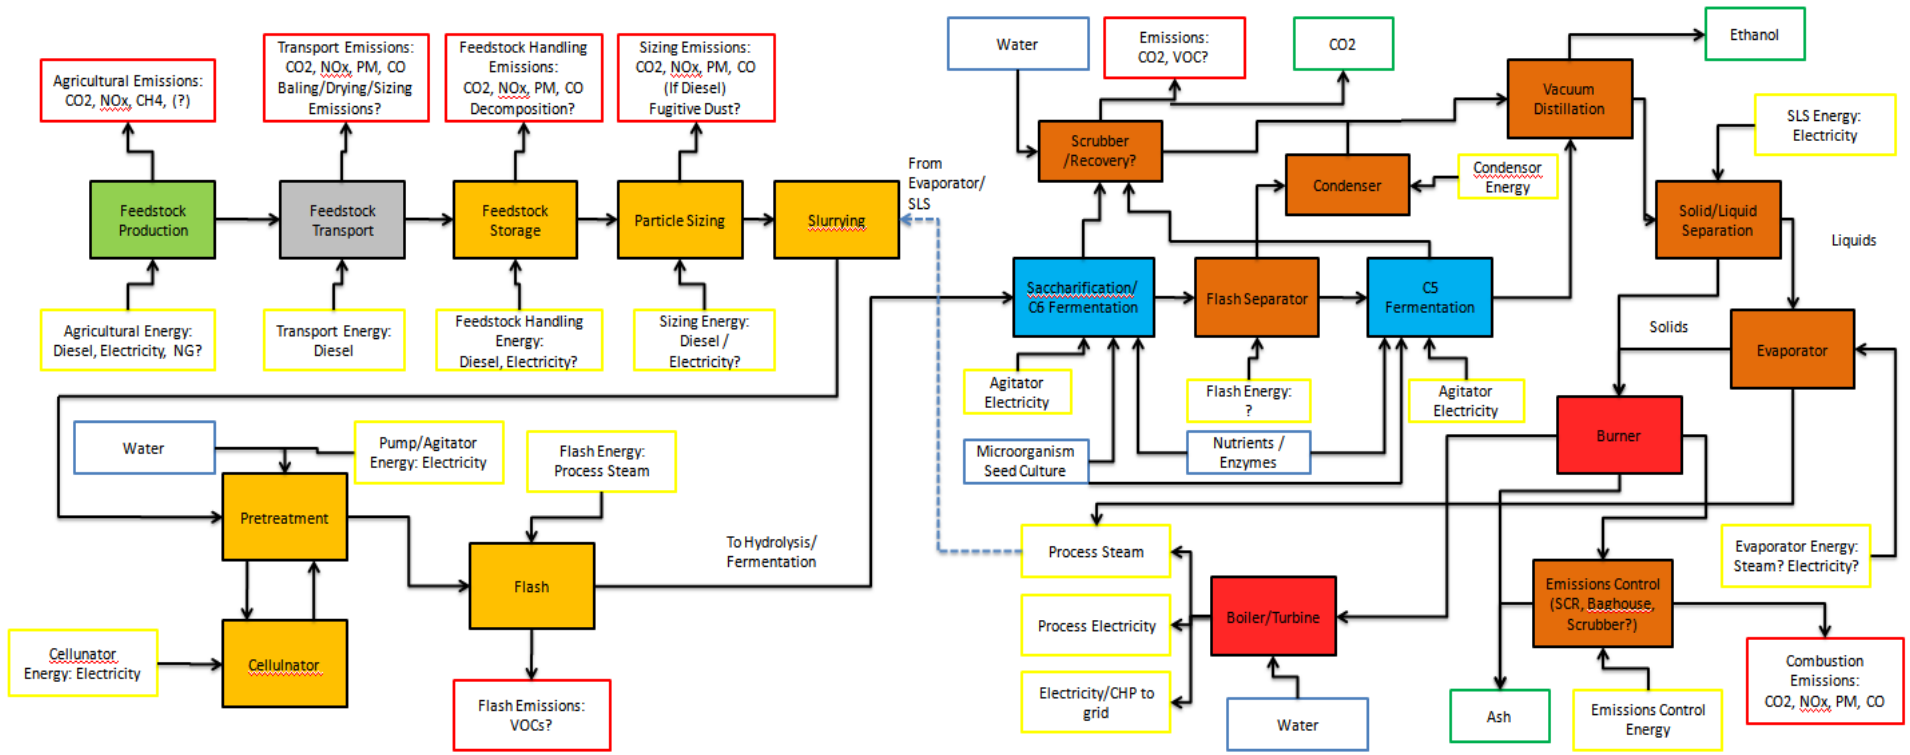 Agricultural Emissions:
CO2, NOx, CH4, (?)
Transport Emissions:
CO2, NOx, PM, CO
Baling/Drying/Sizing
Emissions?
Feedstock Handling
Emissions:
CO2, NOx, PM, CO
Decomposition?
Sizing Emissions:
CO2, NOx, PM, CO
(If Diesel)
Fugitive Dust?
Feedstock
Production
Feedstock
Transport
Feedstock
Storage
Particle Sizing
Slurrying
From
Evaporator/
SLS
Agricultural Energy:
Diesel, Electricity, NG?
Transport Energy:
Diesel
Feedstock Handling
Energy:
Diesel, Electricity?
Sizing Energy:
Diesel /
Electricity?
Water
Pump/Agitator
Energy: Electricity
Flash Energy:
Process Steam
Pretreatment
Flash
To Hydrolysis/
Fermentation
Cellunator
Energy: Electricity
Cellulnator
Flash Emissions:
VOCs?
Water
Emissions:
CO2, VOC?
CO2
Ethanol
Scrubber
/Recovery?
Condenser
Condensor
Energy
Vacuum
Distillation
SLS Energy:
Electricity
Solid/Liquid
Separation
Liquids
Saccharification/
C6 Fermentation
Flash Separator
C5
Fermentation
Solids
Evaporator
Agitator
Electricity
Flash Energy:
?
Agitator
Electricity
Microorganism
Seed Culture
Nutrients /
Enzymes
Burner
Process Steam
Process Electricity
Electricity/CHP to
grid
Boiler/Turbine
Water
Emissions Control
(SCR, Baghouse,
Scrubber?)
Evaporator Energy:
Steam? Electricity?
Ash
Emissions Control
Energy
Combustion
Emissions:
CO2, NOx, PM, CO